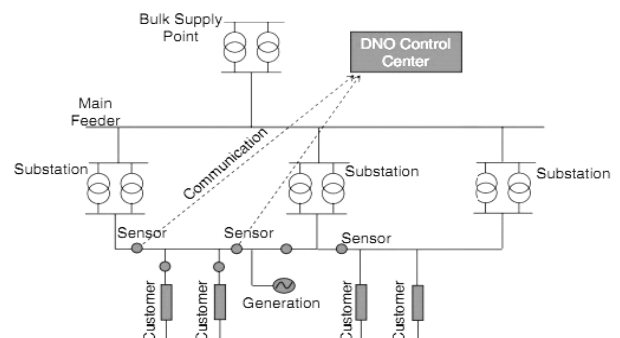 Bulk Supply
Point
DNO Control
Center
Main
Feeder
Communication
Substation
Substation
Substation
Sensor
Sensor
Sensor
Generation
Customer
Customer
Customer
Customer